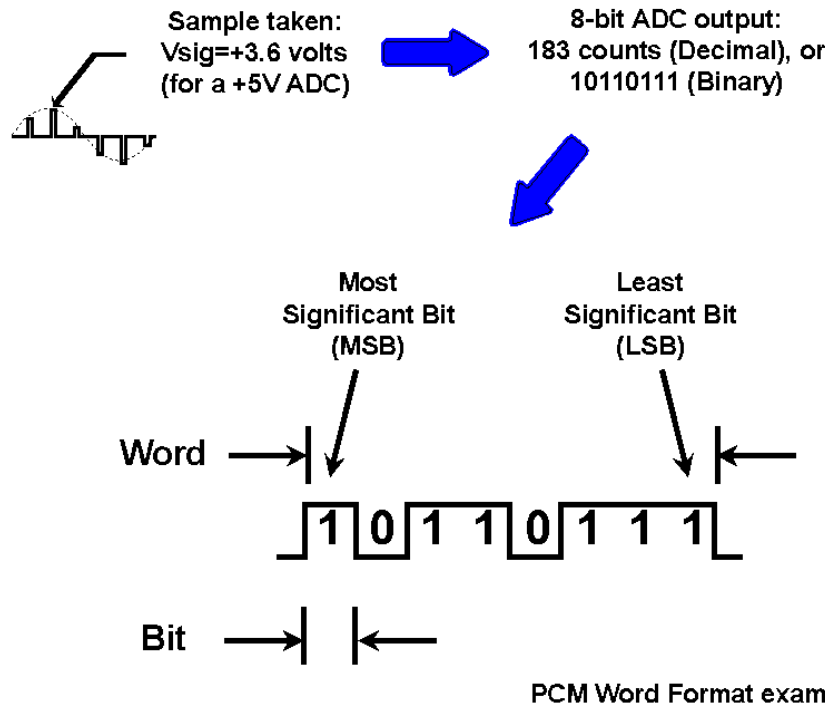 Sample taken:
Vsig=+3.6 volts
(for a +5V ADC)
8-bit ADC output:
183 counts (Decimal), or
10110111 (Binary)
Most
Significant Bit
(MSB)
Least
Significant Bit
(LSB)
Word
1 0 1 1 0 1 1 1
Bit
PCM Word Format exam